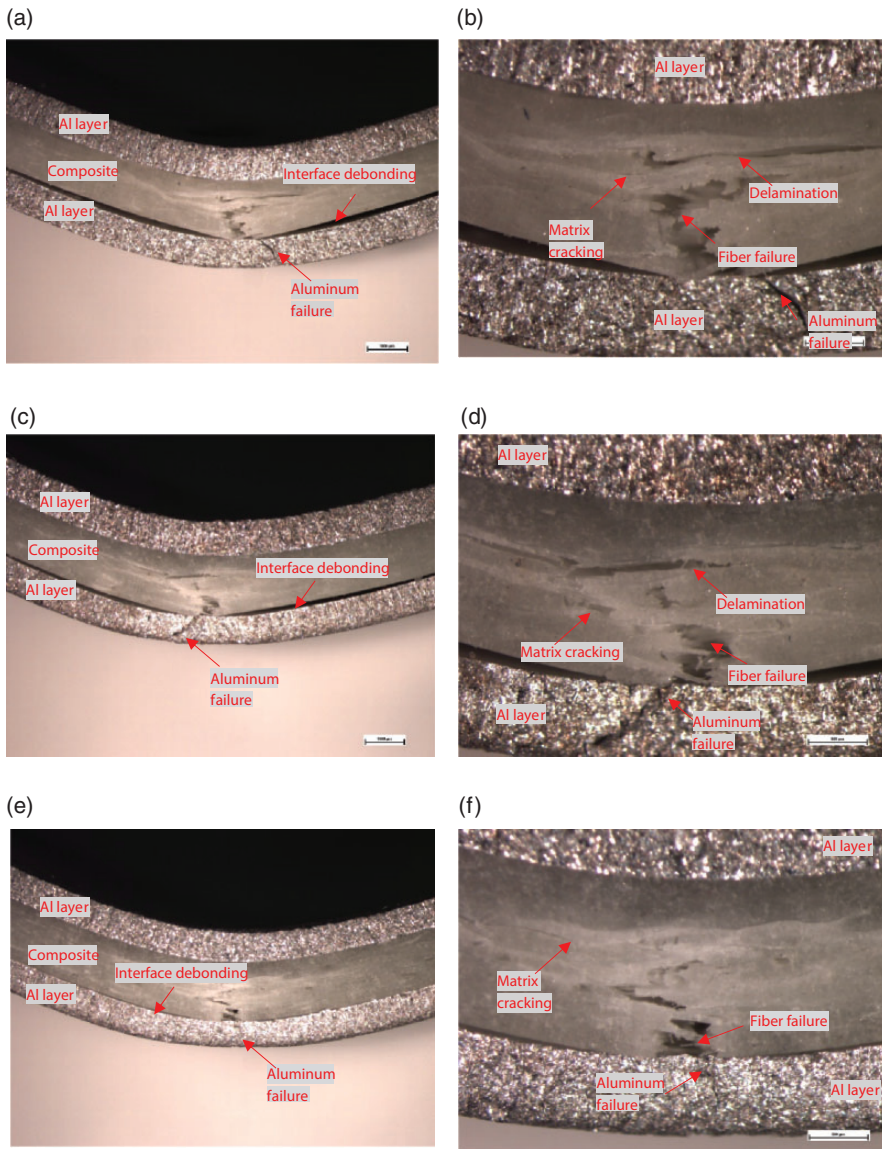 (a)
(b)
Al layer
Composite
Al layer
Interface debonding
Aluminum
failure
Al layer
Delamination
Matrix
cracking
Fiber failure
Al layer
Aluminum
failure
(c)
(d)
Al layer
Composite
Al layer
Interface debonding
Aluminum
failure
Al layer
Delamination
Matrix cracking
Fiber failure
Al layer
Aluminum
failure
(e)
(f)
Al layer
Composite
Interface debonding
Al layer
Aluminum
failure
Al layer
Matrix
cracking
Fiber failure
Aluminum
failure
Al layer